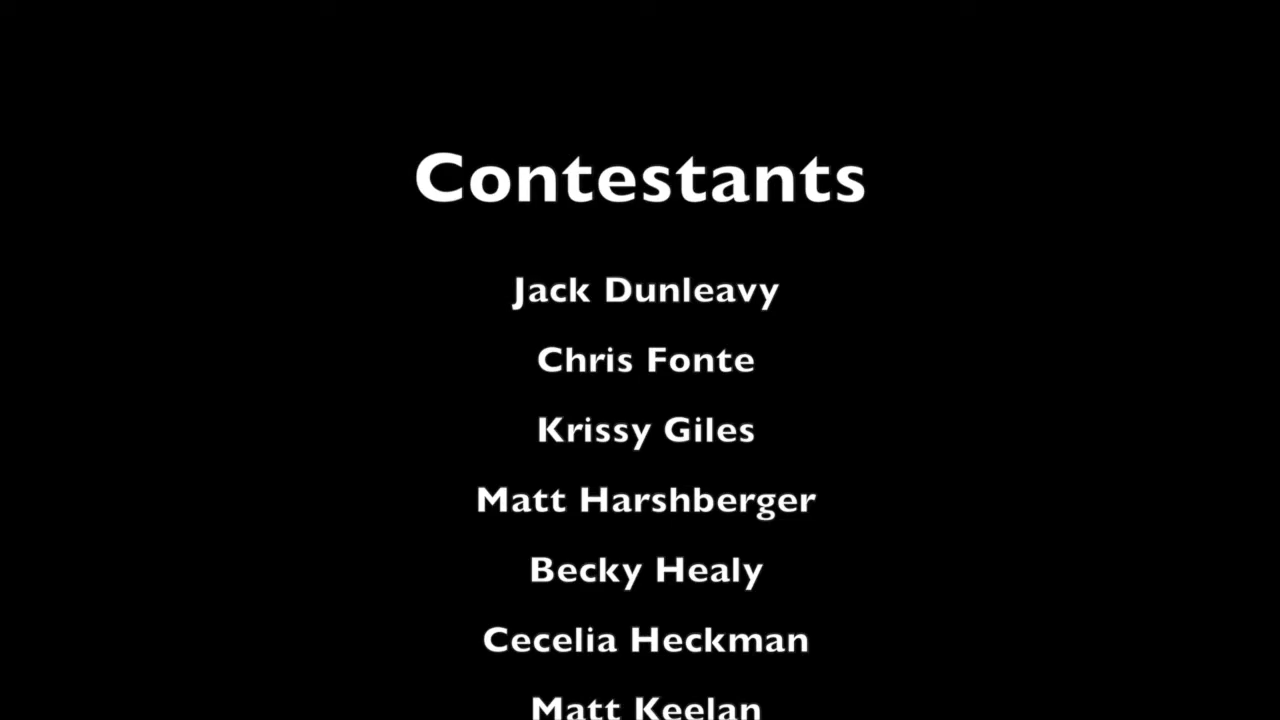 Contestants
Jack Dunleavy
Chris Fonte
Krissy Giles
Matt Harshberger
Becky Healy
Cecelia Heckman
Matt Keelan